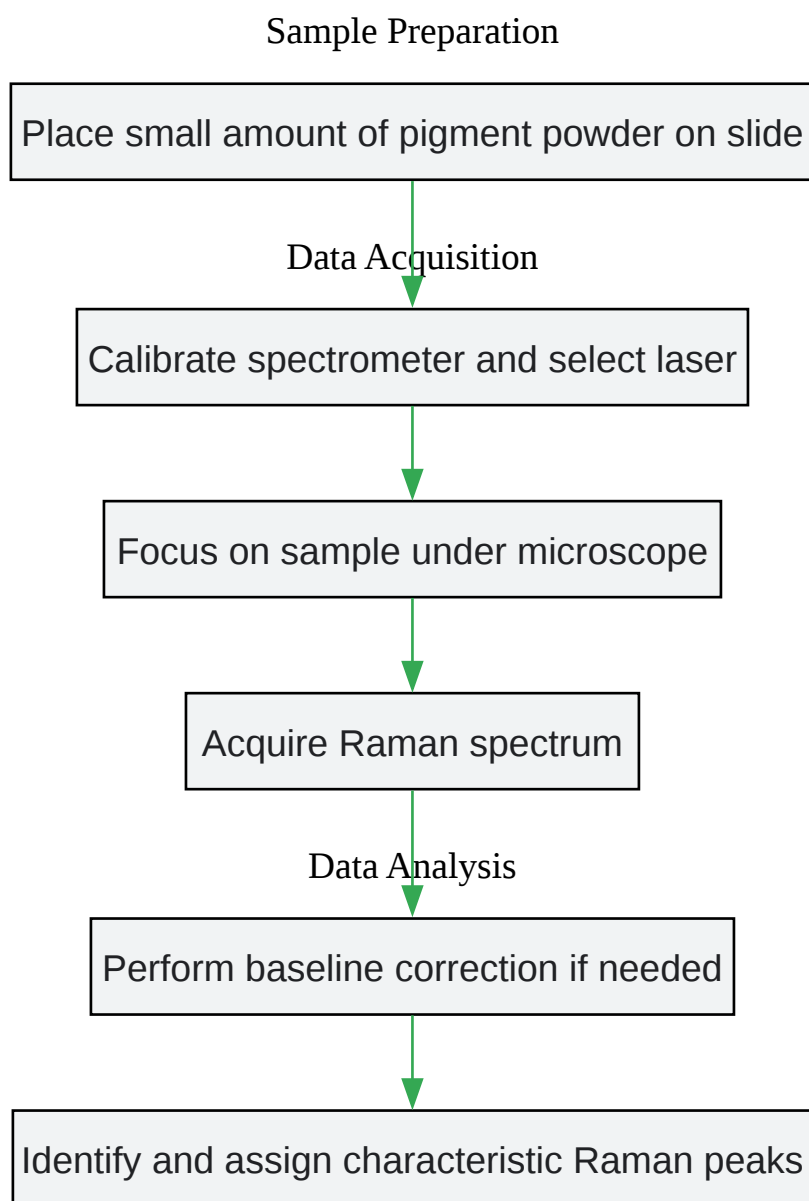 Sample Preparation
Place small amount of pigment powder on slide
Data Acquisition
Calibrate spectrometer and select laser
Focus on sample under microscope
Acquire Raman spectrum
Data Analysis
Perform baseline correction if needed
Identify and assign characteristic Raman peaks